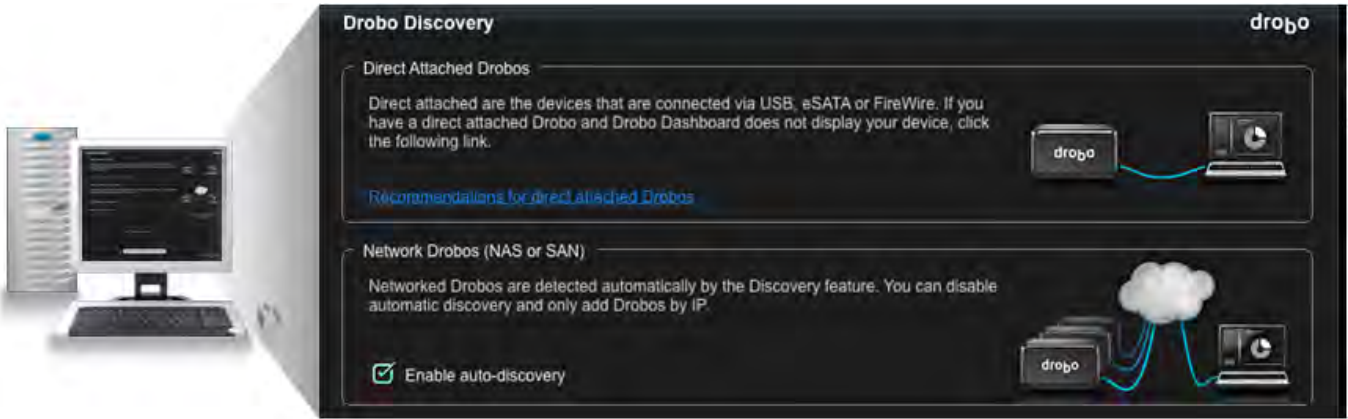 Drobo Discovery
drobo
Direct Attached Drobos
Direct attached are the devices that are connected via USB, eSATA or FireWire. If you
have a direct attached Drobo and Drobo Dashboard does not display your device, click
the following link.
drobo
Recommendations for direct attached Drobos
Network Drobos (NAS or SAN)
Networked Drobos are detected automatically by the Discovery feature. You can disable
automatic discovery and only add Drobos by IP.
drobo
Enable auto-discovery